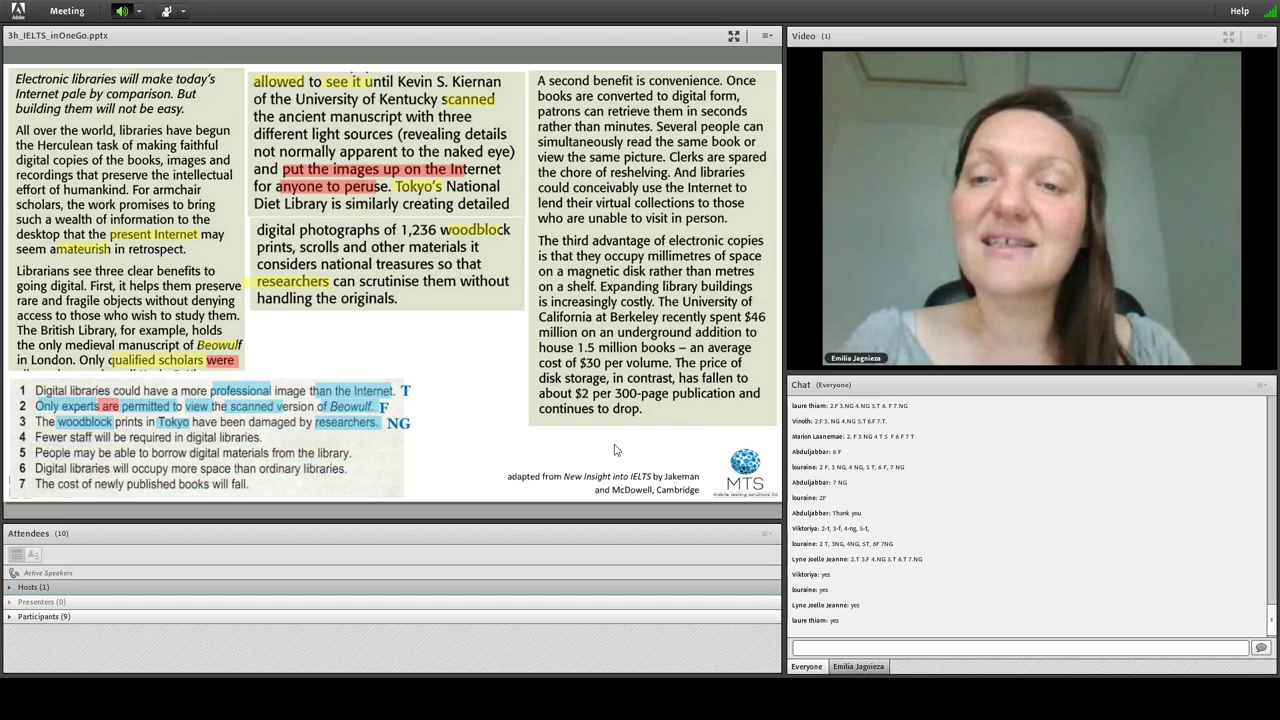 Meeting
Help
3h_IELTS_inOneGo.pptx
Electronic libraries will make today's
Internet pale by comparison. But
building them will not be easy.
All over the world, libraries have begun
the Herculean task of making faithful
digital copies of the books, images and
recordings that preserve the intellectual
effort of humankind. For armchair
scholars, the work promises to bring
such a wealth of information to the
desktop that the present Internet may
seem amateurish in retrospect.
Librarians see three clear benefits to
going digital. First, it helps them preserve
rare and fragile objects without denying
access to those who wish to study them.
The British Library, for example, holds
the only medieval manuscript of Beowulf
in London. Only qualified scholars were
allowed to see it until Kevin S. Kiernan
of the University of Kentucky scanned
the ancient manuscript with three
different light sources (revealing details
not normally apparent to the naked eye)
and put the images up on the Internet
for anyone to peruse. Tokyo's National
Diet Library is similarly creating detailed
digital photographs of 1,236 woodblock
prints, scrolls and other materials it
considers national treasures so that
researchers can scrutinise them without
handling the originals.
A second benefit is convenience. Once
books are converted to digital form,
patrons can retrieve them in seconds
rather than minutes. Several people can
simultaneously read the same book or
view the same picture. Clerks are spared
the chore of reshelving. And libraries
could conceivably use the Internet to
lend their virtual collections to those
who are unable to visit in person.
The third advantage of electronic copies
is that they occupy millimetres of space
on a magnetic disk rather than metres
on a shelf. Expanding library buildings
is increasingly costly. The University of
California at Berkeley recently spent $46
million on an underground addition to
house 1.5 million books – an average
cost of $30 per volume. The price of
disk storage, in contrast, has fallen to
about $2 per 300-page publication and
continues to drop.
1 Digital libraries could have a more professional image than the Internet. T
2 Only experts are permitted to view the scanned version of Beowulf. F
3 The woodblock prints in Tokyo have been damaged by researchers. NG
4 Fewer staff will be required in digital libraries.
5 People may be able to borrow digital materials from the library.
6 Digital libraries will occupy more space than ordinary libraries.
7 The cost of newly published books will fall.
adapted from New Insight into IELTS by Jakeman
and McDowell, Cambridge
MTS
mobile testing solutions ltd
Attendees (10)
Active Speakers
Hosts (1)
Presenters (0)
Participants (9)
Video (1)
Emilia Jagnieza
Chat (Everyone)
laure thiam: 2.F 3.NG 4.NG 5.T 6. F 7.NG
Vinoth: 2.F 3.NG 4.NG 5.T 6.F 7.T.
Marion Laanemae: 2. F 3 NG 4 T 5 F 6 F 7 T
Abduljabbar: 6 F
louraine: 2 F, 3 NG, 4 NG, 5T, 6 F, 7 NG
Abduljabbar: 7 NG
louraine: 2F
Abduljabbar: Thank you
Viktoriya: 2-t, 3-f, 4-ng, 5-t,
louraine: 2 T, 3NG, 4NG, 5T, 6F 7NG
Lyne Joelle Jeanne: 2.T 3.F 4.NG 5.T 6.T 7.NG
Viktoriya: yes
louraine: yes
Lyne Joelle Jeanne: yes
laure thiam: yes
Everyone
Emilia Jagnieza